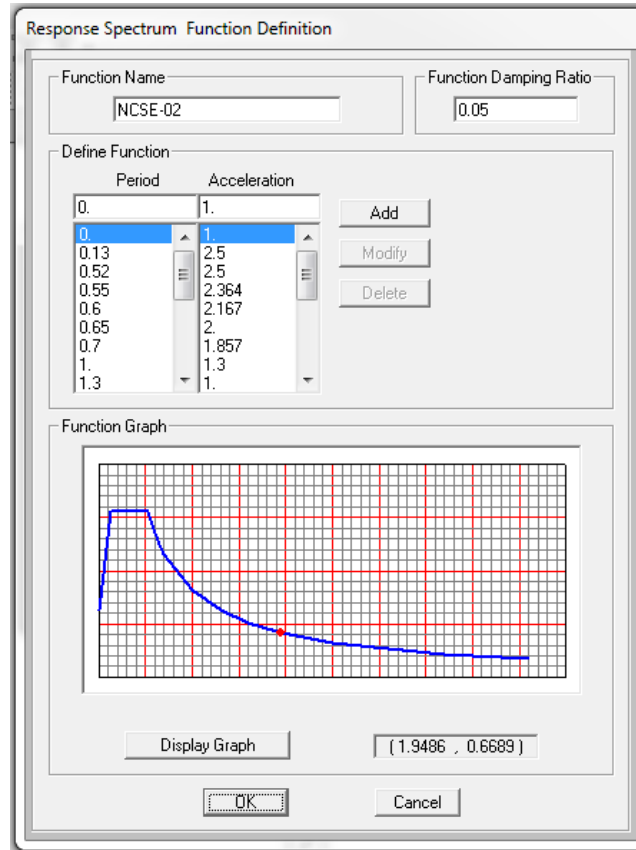 Response Spectrum Function Definition
Function Name
Function Damping Ratio
NCSE-02
0.05
Define Function
Period Acceleration
0. 1.
Add
0. 1.
0.13 2.5
Modify
0.52 2.5
0.55 2.364
Delete
0.6 2.167
0.65 2.
0.7 1.857
1. 1.3
1.3 1.
Function Graph
Display Graph
( 1.9486 , 0.6689 )
OK
Cancel